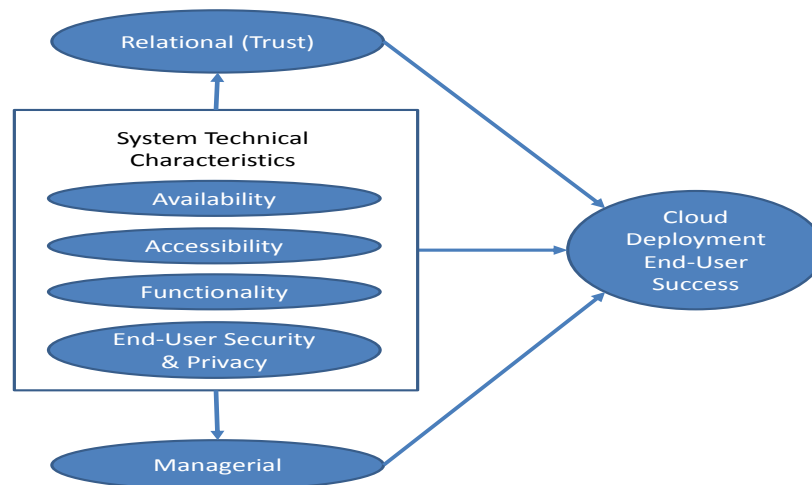 Relational (Trust)
System Technical
Characteristics
Availability
Accessibility
Functionality
End-User Security
& Privacy
Managerial
Cloud
Deployment
End-User
Success